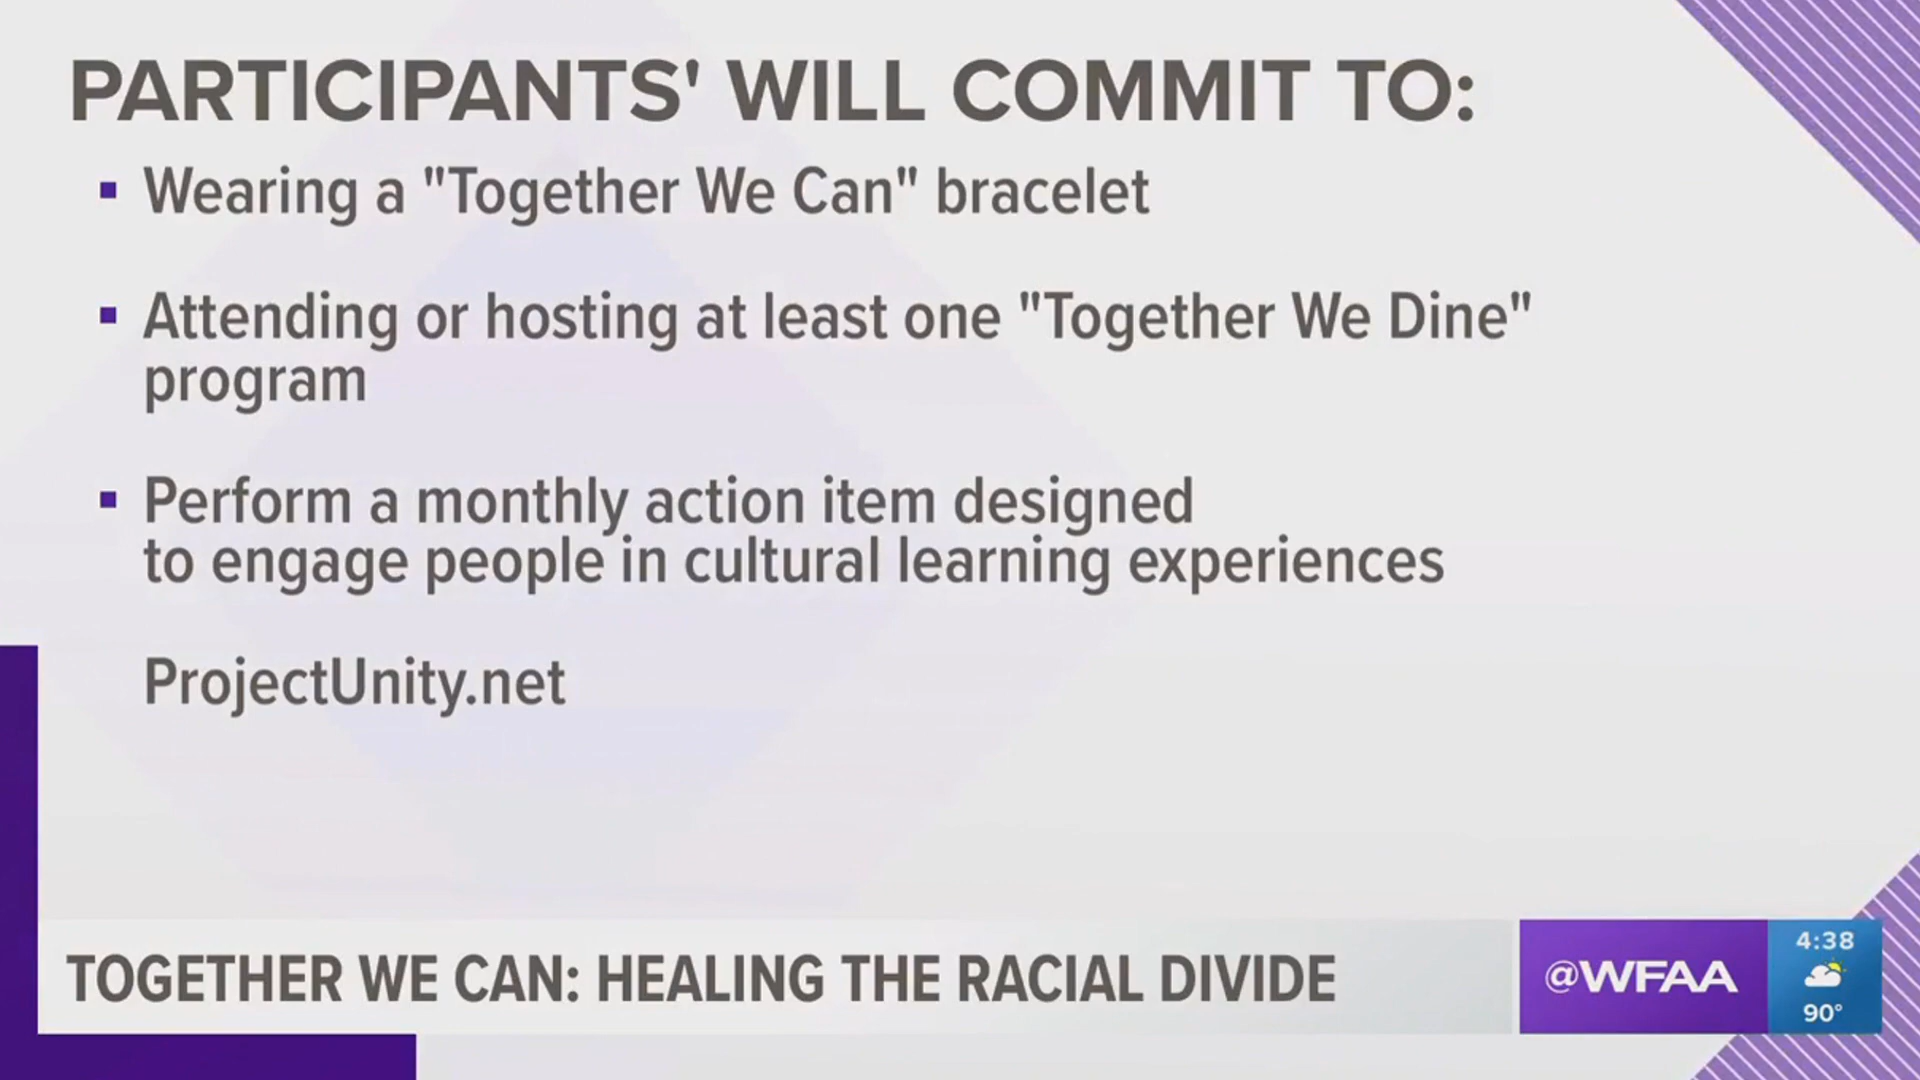 PARTICIPANTS' WILL COMMIT TO:
▪ Wearing a "Together We Can" bracelet
▪ Attending or hosting at least one "Together We Dine"
program
▪ Perform a monthly action item designed
to engage people in cultural learning experiences
ProjectUnity.net
TOGETHER WE CAN: HEALING THE RACIAL DIVIDE
@WFAA
4:38
90°